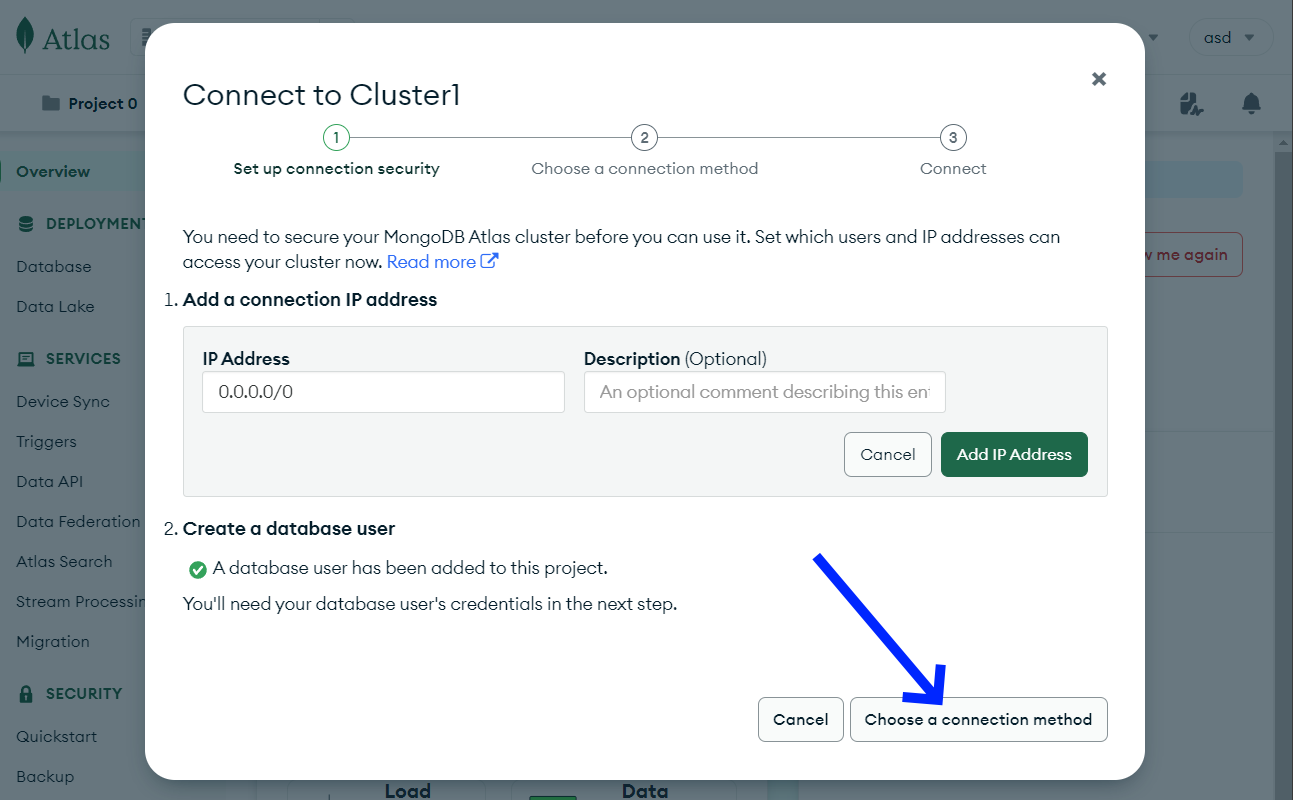 Atlas
asd
Project 0
Overview
DEPLOYMENT
Database
Data Lake
SERVICES
Device Sync
Triggers
Data API
Data Federation
Atlas Search
Stream Processin
Migration
SECURITY
Quickstart
Backup
w me again
Connect to Cluster1
1
2
3
Set up connection security
Choose a connection method
Connect
You need to secure your MongoDB Atlas cluster before you can use it. Set which users and IP addresses can
access your cluster now. Read more
1. Add a connection IP address
IP Address
Description (Optional)
0.0.0.0/0
An optional comment describing this en
Cancel
Add IP Address
2. Create a database user
A database user has been added to this project.
You'll need your database user's credentials in the next step.
Cancel
Choose a connection method
Load
Data